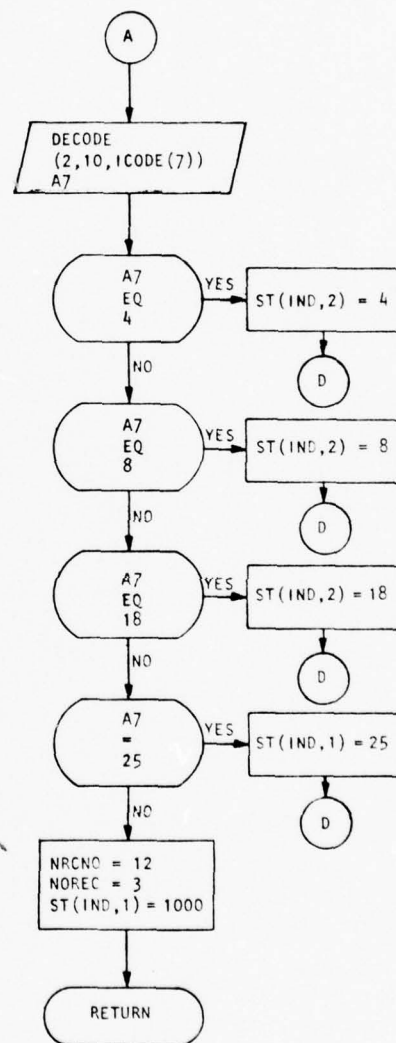 A
DECODE
(2,10,ICODE(7))
A7
A7
EQ
4
YES
ST(IND,2) = 4
D
NO
A7
EQ
8
YES
ST(IND,2) = 8
D
NO
A7
EQ
18
YES
ST(IND,2) = 18
D
NO
A7
=
25
YES
ST(IND,1) = 25
D
NO
NRCNO = 12
NOREC = 3
ST(IND,1) = 1000
RETURN